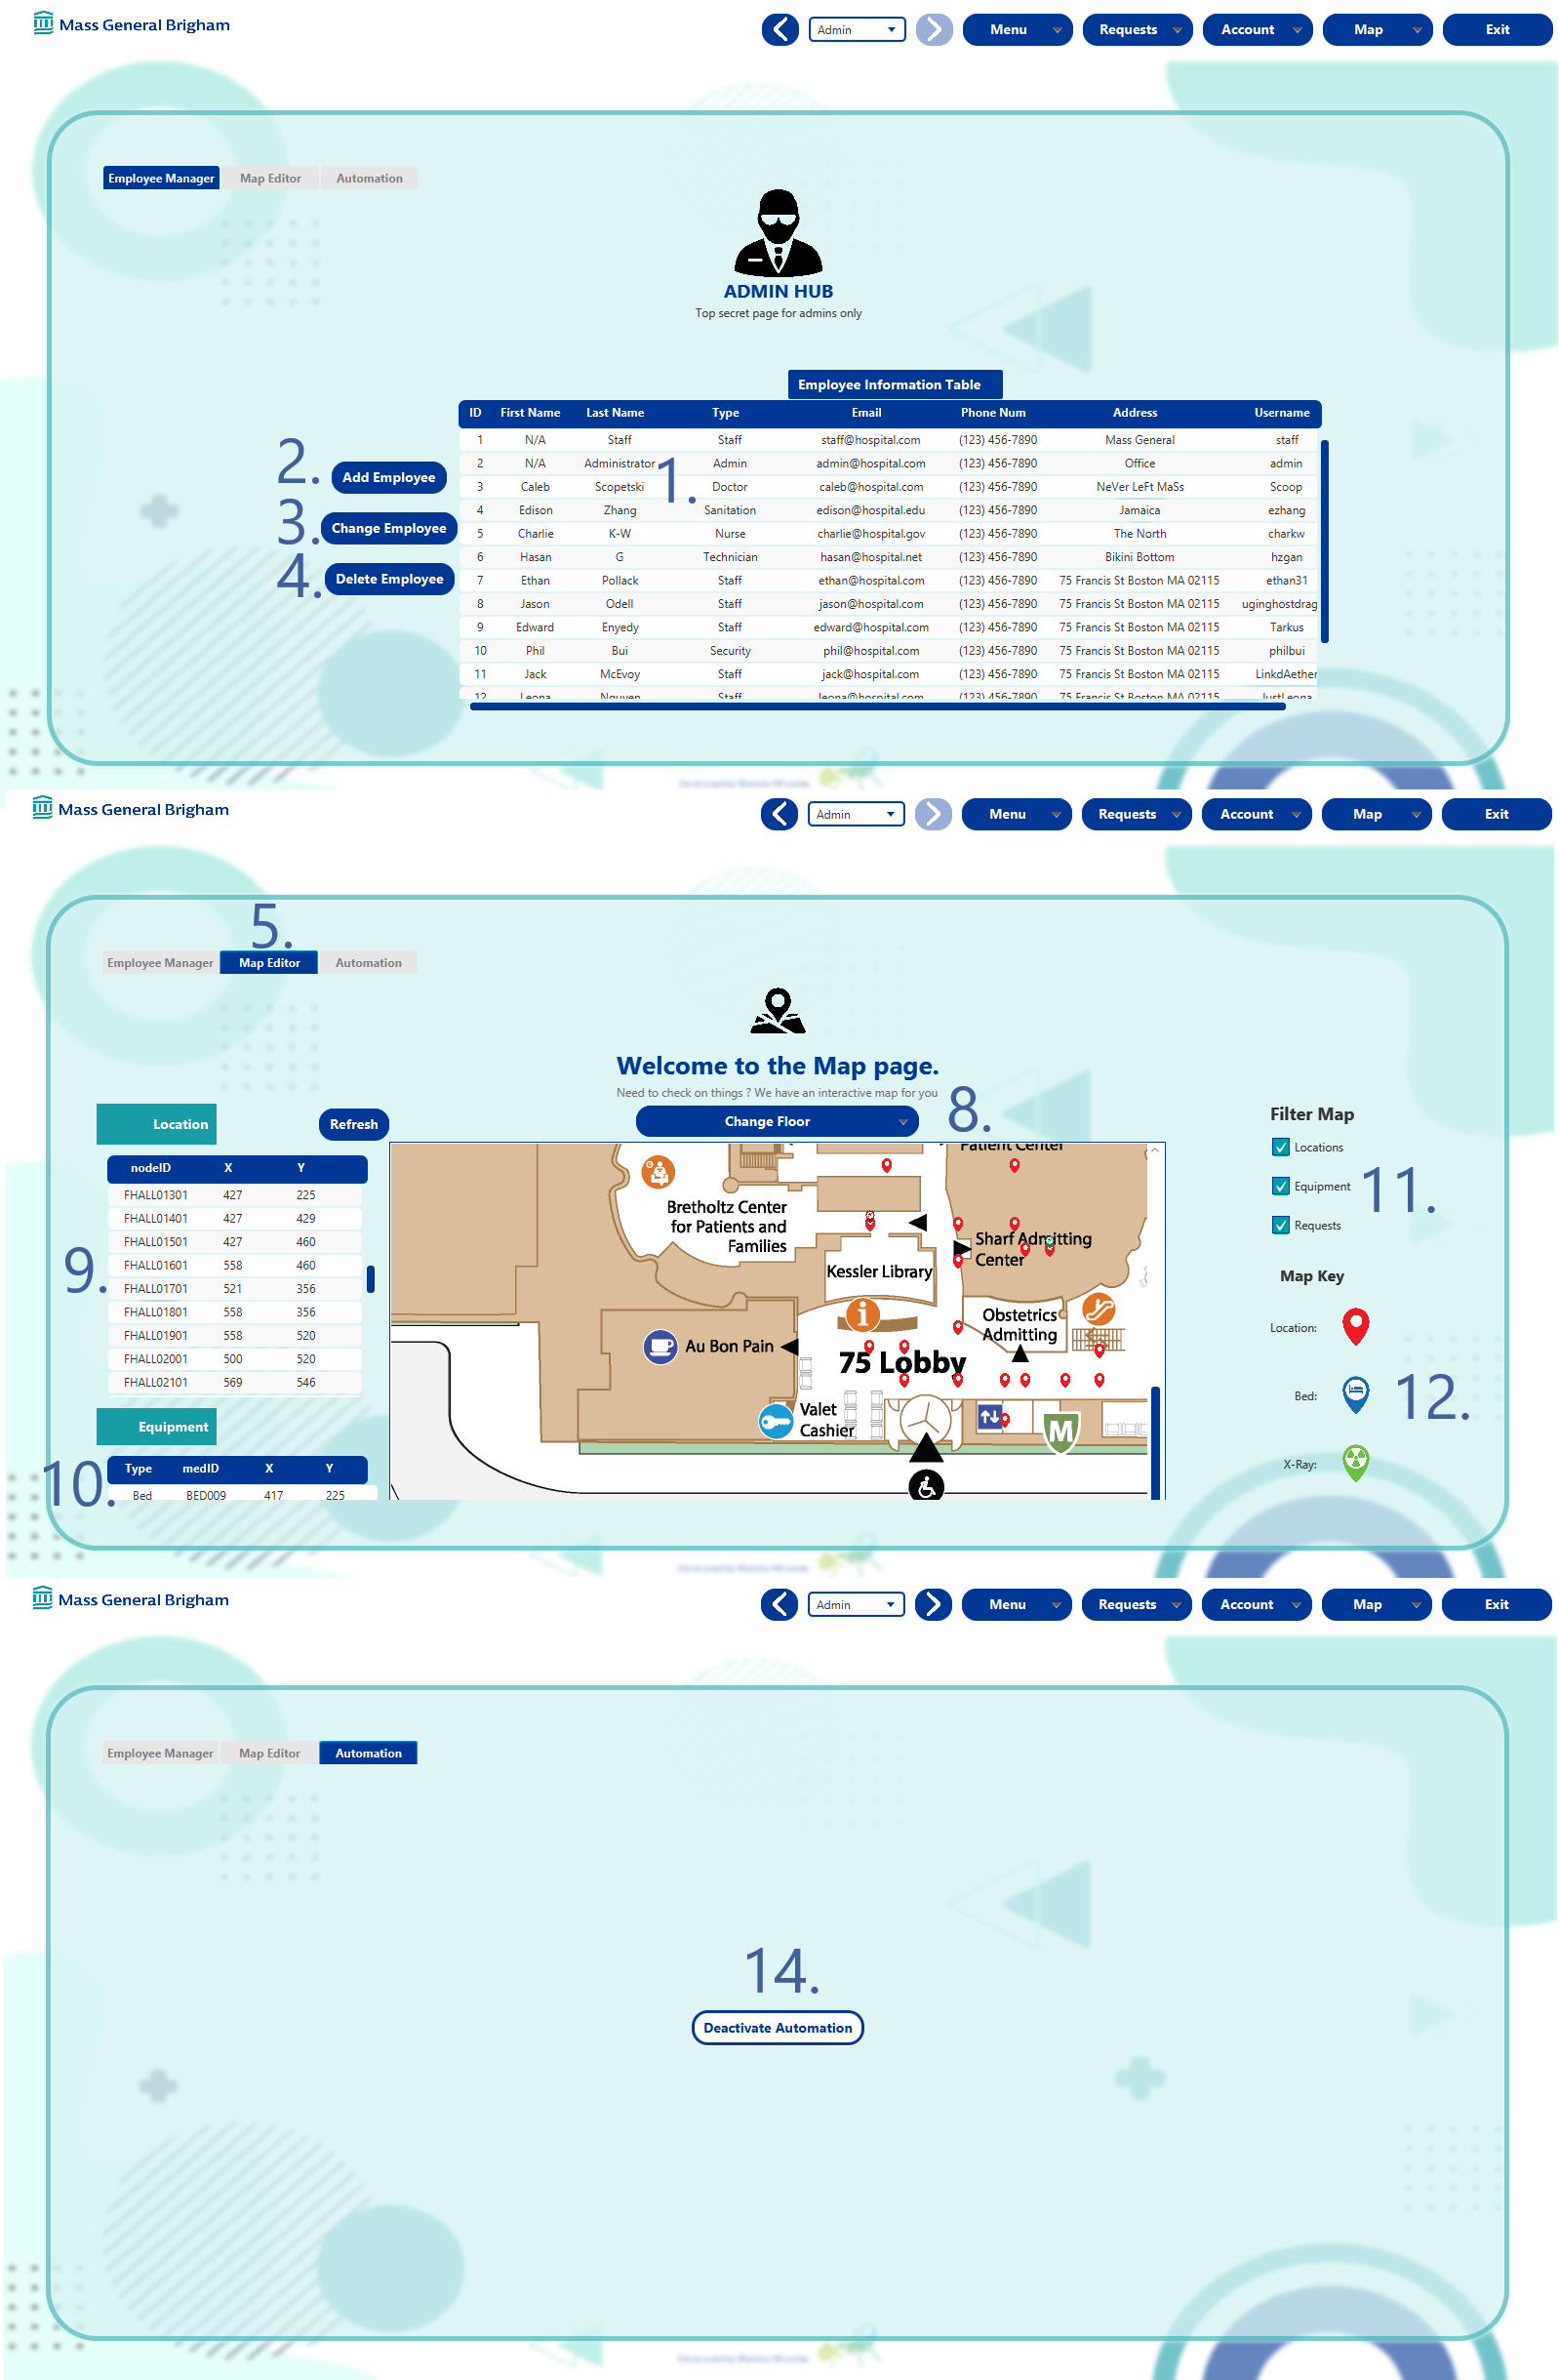 Mass General Brigham
Admin
Menu
Requests
Account
Map
Exit
Employee Manager Map Editor Automation
ADMIN HUB
Top secret page for admins only
Employee Information Table
ID First Name Last Name Type Email Phone Num Address Username
1 N/A Staff Staff staff@hospital.com (123) 456-7890 Mass General staff
2 N/A Administrator Admin admin@hospital.com (123) 456-7890 Office admin
3 Caleb Scopetski Doctor caleb@hospital.com (123) 456-7890 NeVer LeFt MaSs Scoop
4 Edison Zhang Sanitation edison@hospital.edu (123) 456-7890 Jamaica ezhang
5 Charlie K-W Nurse charlie@hospital.gov (123) 456-7890 The North charkw
6 Hasan G Technician hasan@hospital.net (123) 456-7890 Bikini Bottom hzgan
7 Ethan Pollack Staff ethan@hospital.com (123) 456-7890 75 Francis St Boston MA 02115 ethan31
8 Jason Odell Staff jason@hospital.com (123) 456-7890 75 Francis St Boston MA 02115 uginghostdrag
9 Edward Enyedy Staff edward@hospital.com (123) 456-7890 75 Francis St Boston MA 02115 Tarkus
10 Phil Bui Security phil@hospital.com (123) 456-7890 75 Francis St Boston MA 02115 philbui
11 Jack McEvoy Staff jack@hospital.com (123) 456-7890 75 Francis St Boston MA 02115 LinkdAether
12 Leona Nguyen Staff leona@hospital.com (123) 456-7890 75 Francis St Boston MA 02115 JustLeona
1.
2. Add Employee
3. Change Employee
4. Delete Employee
Mass General Brigham
Admin
Menu
Requests
Account
Map
Exit
5.
Employee Manager Map Editor Automation
Welcome to the Map page.
Need to check on things ? We have an interactive map for you
8.
Change Floor
Location
Refresh
nodeID X Y
FHALL01301 427 225
FHALL01401 427 429
FHALL01501 427 460
FHALL01601 558 460
FHALL01701 521 356
FHALL01801 558 356
FHALL01901 558 520
FHALL02001 500 520
FHALL02101 569 546
9.
Equipment
10.
Type medID X Y
Bed BED009 417 225
Patient Center
Bretholtz Center
for Patients and
Families
Sharf Admitting
Center
Kessler Library
i
Obstetrics
Admitting
Au Bon Pain
75 Lobby
Valet
Cashier
M
Filter Map
Locations
Equipment
Requests
11.
Map Key
Location:
Bed:
12.
X-Ray:
Mass General Brigham
Admin
Menu
Requests
Account
Map
Exit
Employee Manager Map Editor Automation
14.
Deactivate Automation